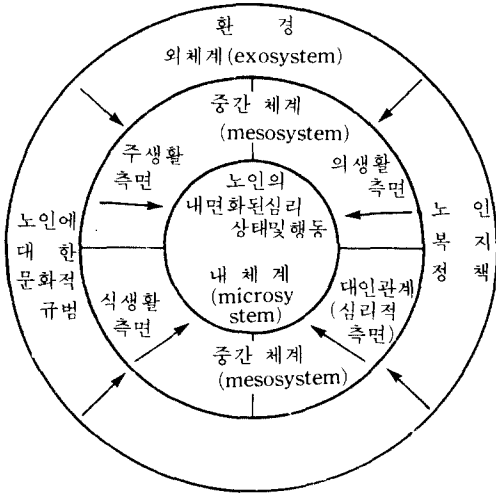 환 경
외체계(exosystem)
중간 체계
(mesosystem)
주생활
측면
의생활
측면
노인의
내면화된심리
상태및행동
노인에
대 한
문화적
규범
노 인
복 지
정 책
내 체계
(microsy
stem)
식생활
측면
대인관계
(심리적
측면)
중간 체계
(mesosystem)